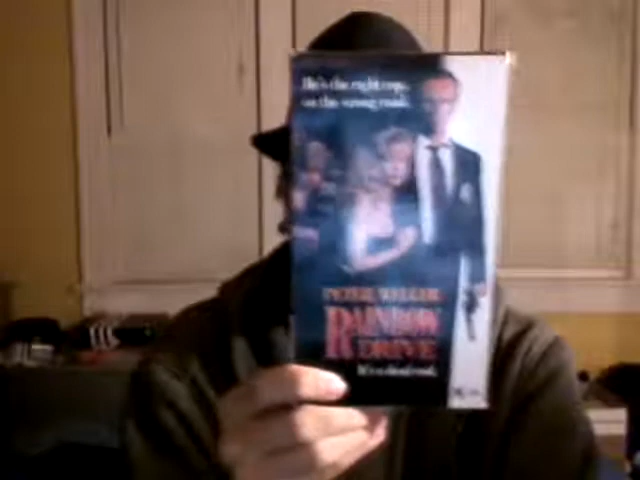 He's the right cop...
on the wrong road.
PETER WELLER
RAINBOW
DRIVE
It's a dead end.